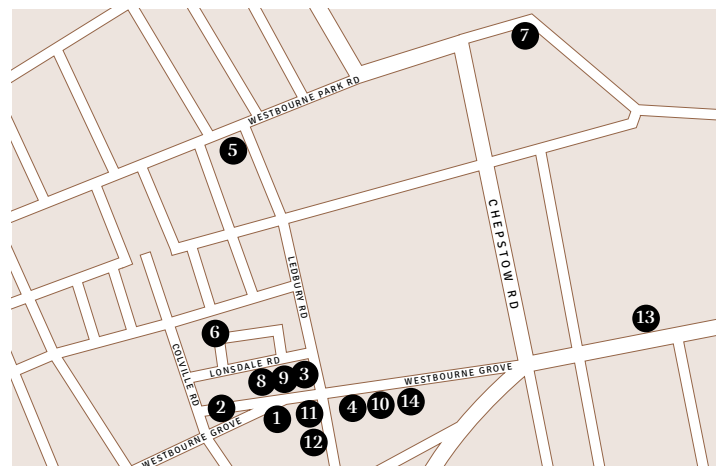 7
WESTBOURNE PARK RD
5
CHEPSTOW RD
LEDBURY RD
13
6
COLVILLE RD
LONSDALE RD
8
9
3
WESTBOURNE GROVE
2
1
11
4
10
14
12
WESTBOURNE GROVE